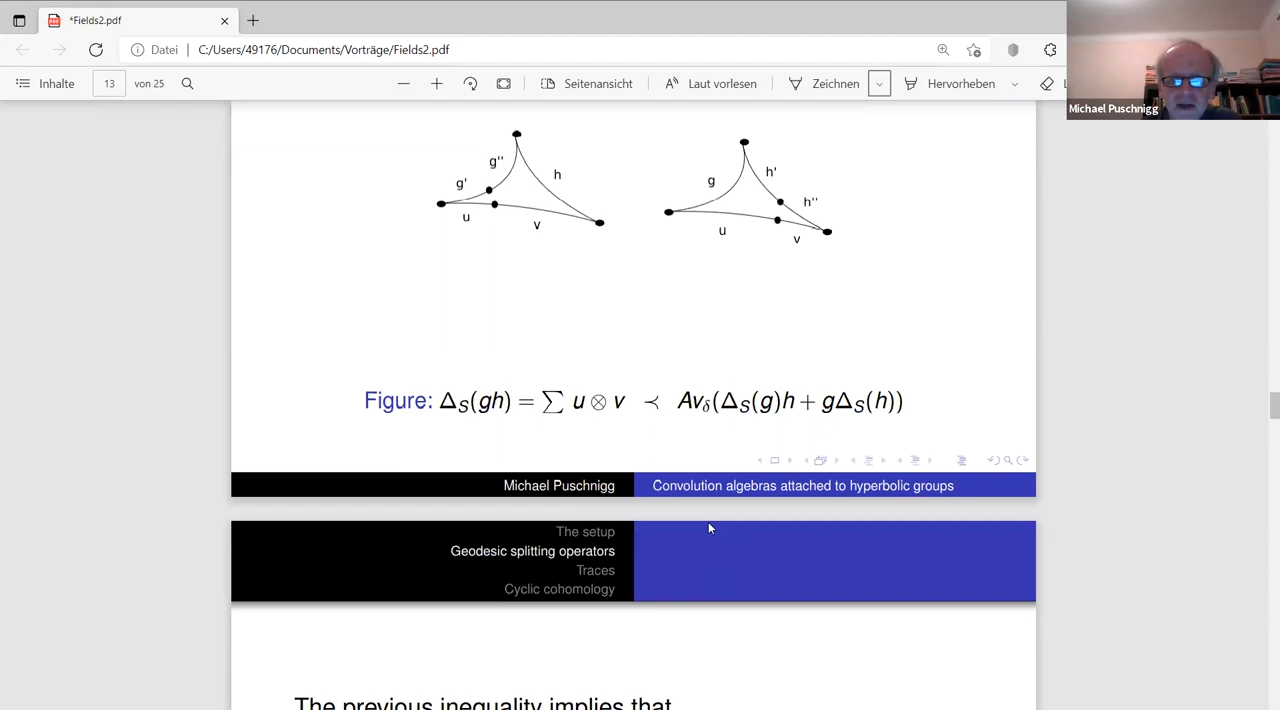 *Fields2.pdf
Datei C:/Users/49176/Documents/Vorträge/Fields2.pdf
Inhalte 13 von 25 Seitenansicht Laut vorlesen Zeichnen Hervorheben
Michael Puschnigg
g'' h g' u v
h' g h'' u v
Figure: Δ_S(gh) = ∑ u ⊗ v ≺ Av_δ(Δ_S(g)h + gΔ_S(h))
Michael Puschnigg Convolution algebras attached to hyperbolic groups
The setup
Geodesic splitting operators
Traces
Cyclic cohomology
The previous inequality implies that